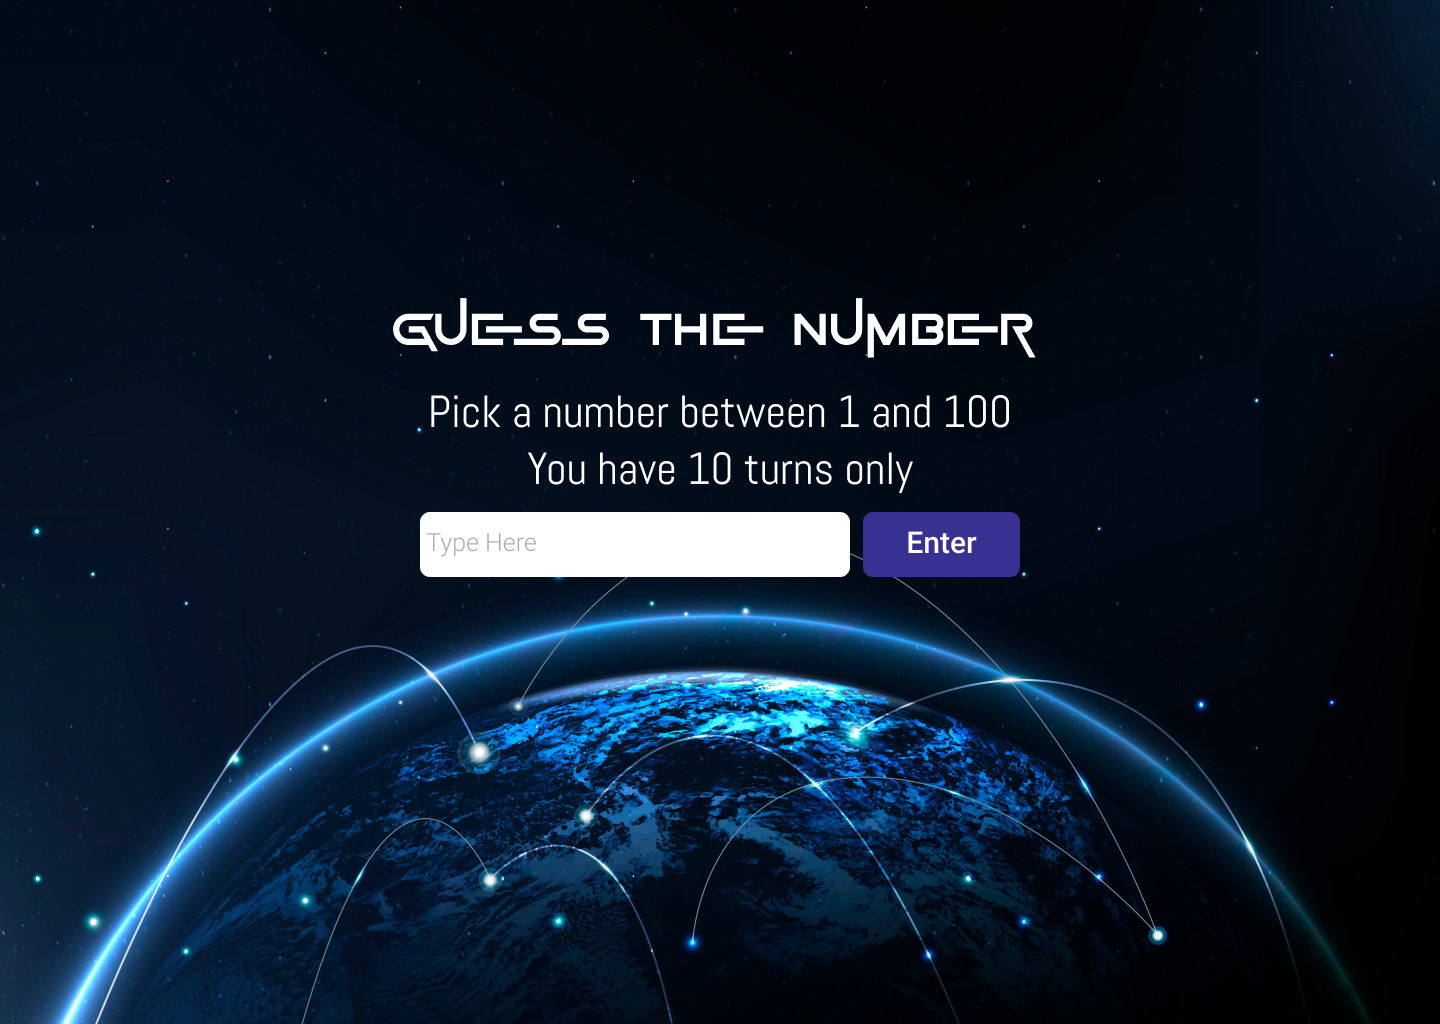 GUESS THE NUMBER
Pick a number between 1 and 100
You have 10 turns only
Type Here
Enter